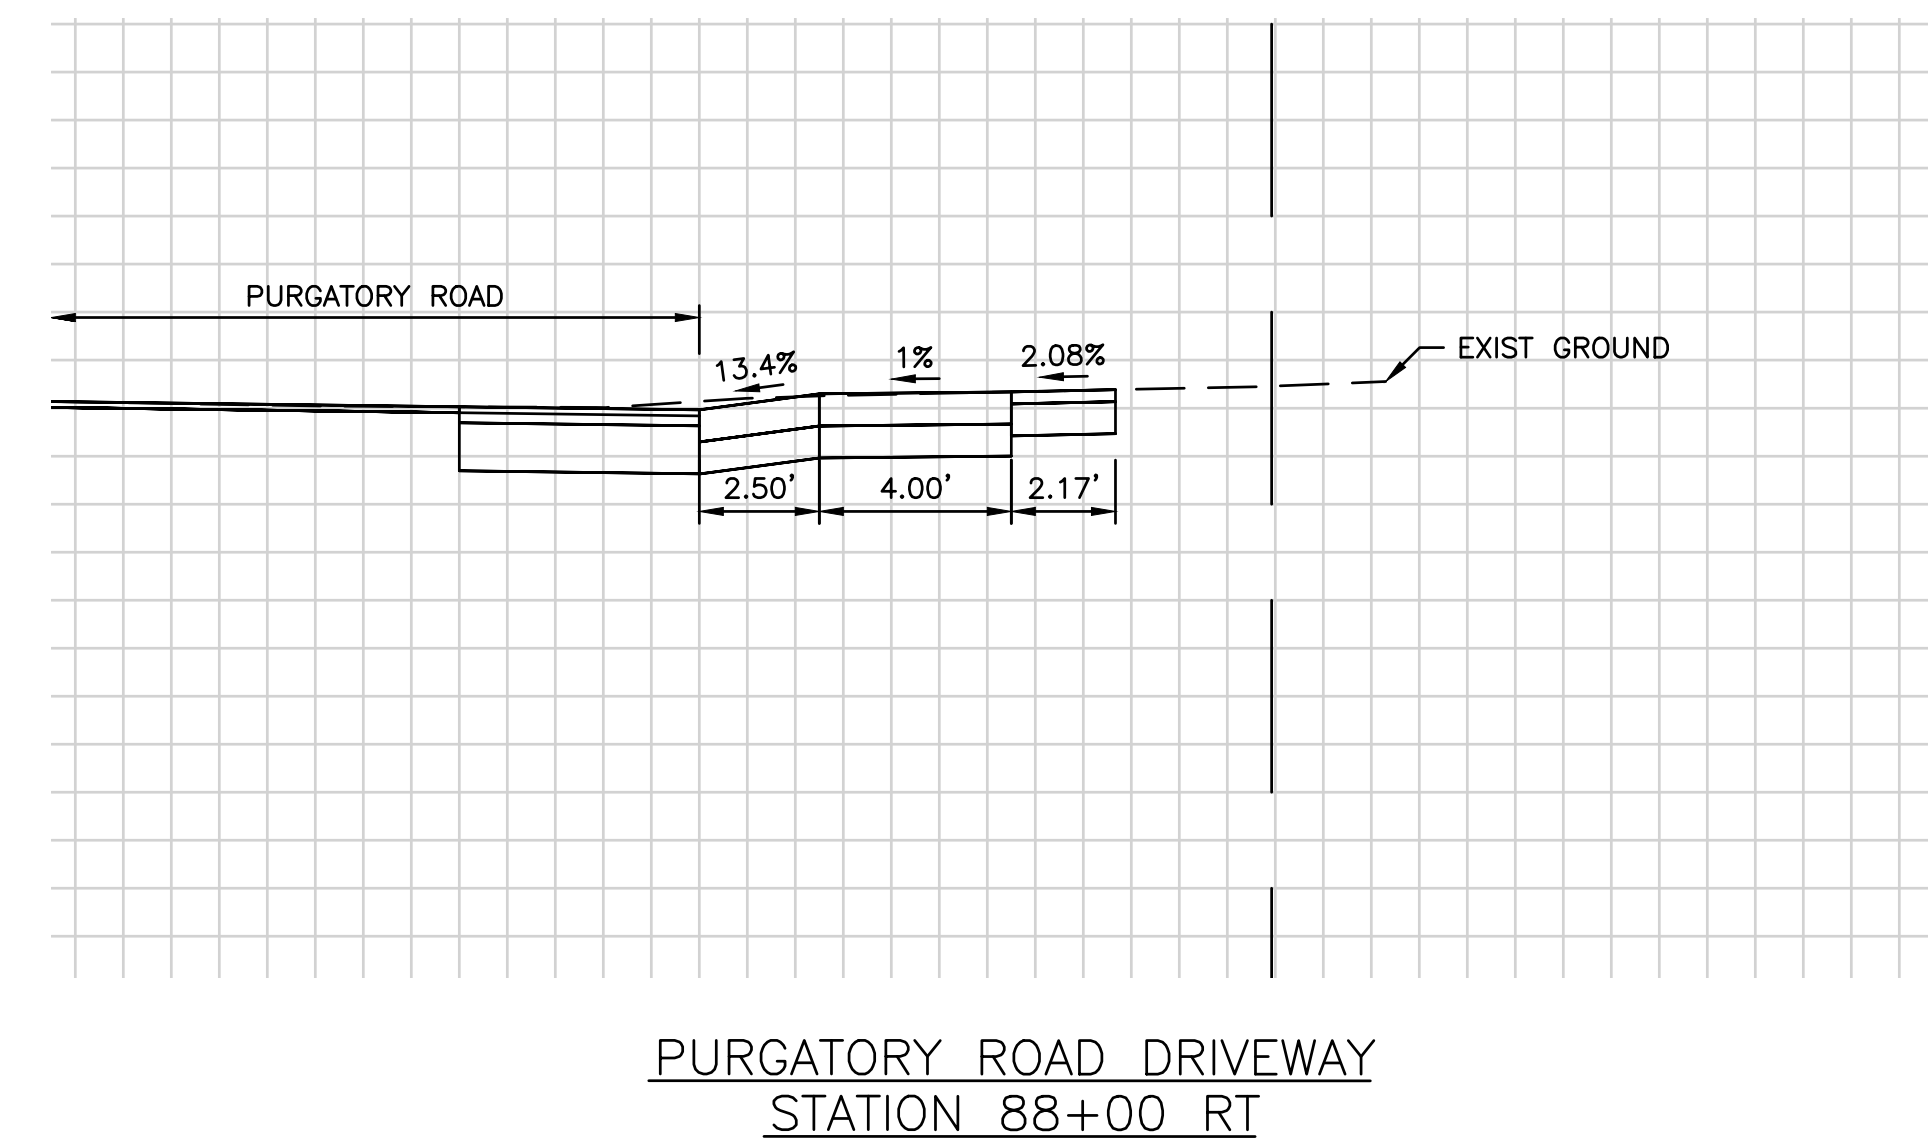 PURGATORY ROAD
13.4%
1%
2.08%
EXIST GROUND
2.50'
4.00'
2.17'
PURGATORY ROAD DRIVEWAY
STATION 88+00 RT